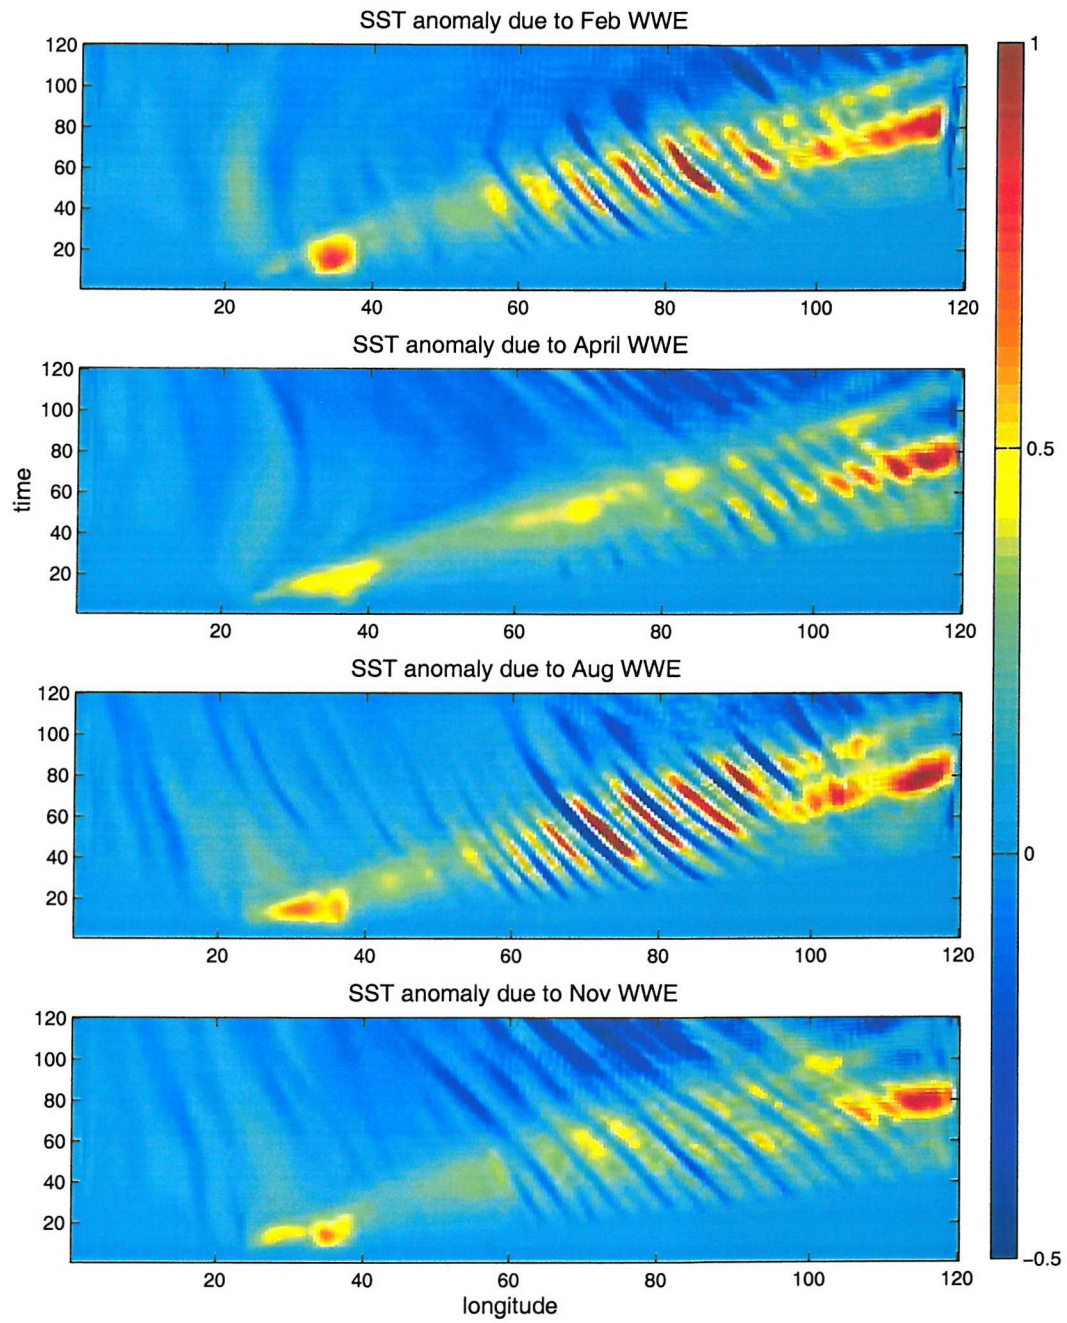 SST anomaly due to Feb WWE
120
100
80
60
40
20
20 40 60 80 100 120
SST anomaly due to April WWE
120
100
80
60
40
20
20 40 60 80 100 120
time
SST anomaly due to Aug WWE
120
100
80
60
40
20
20 40 60 80 100 120
SST anomaly due to Nov WWE
120
100
80
60
40
20
20 40 60 80 100 120
longitude
1
0.5
0
−0.5